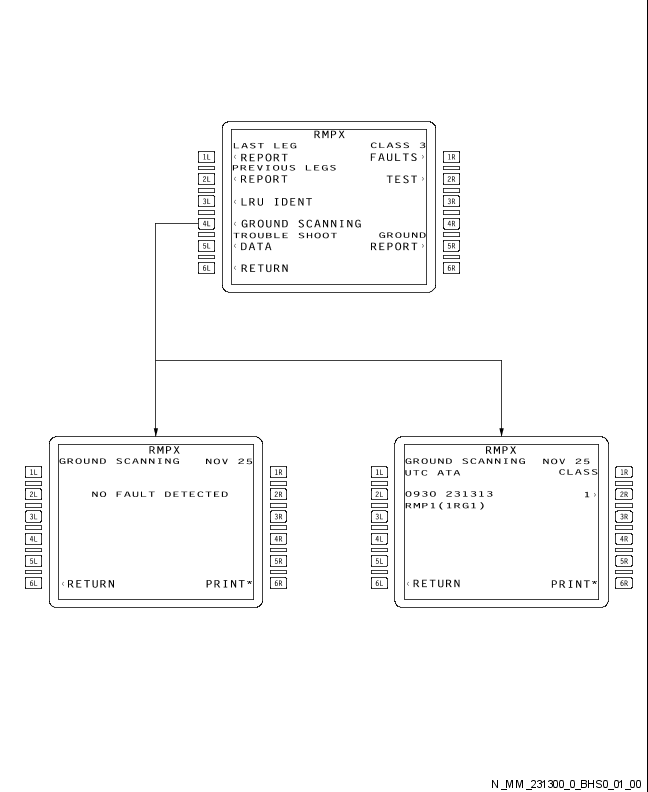 RMPX
LAST LEG CLASS 3
1L ‹REPORT FAULTS› 1R
PREVIOUS LEGS
2L ‹REPORT TEST› 2R
3L ‹LRU IDENT 3R
4L ‹GROUND SCANNING 4R
TROUBLE SHOOT GROUND
5L ‹DATA REPORT› 5R
6L ‹RETURN 6R
RMPX
GROUND SCANNING NOV 25
1L 1R
2L NO FAULT DETECTED 2R
3L 3R
4L 4R
5L 5R
6L ‹RETURN PRINT* 6R
RMPX
GROUND SCANNING NOV 25
1L UTC ATA CLASS 1R
2L 0930 231313 1› 2R
RMP1(1RG1)
3L 3R
4L 4R
5L 5R
6L ‹RETURN PRINT* 6R
N_MM_231300_0_BHS0_01_00